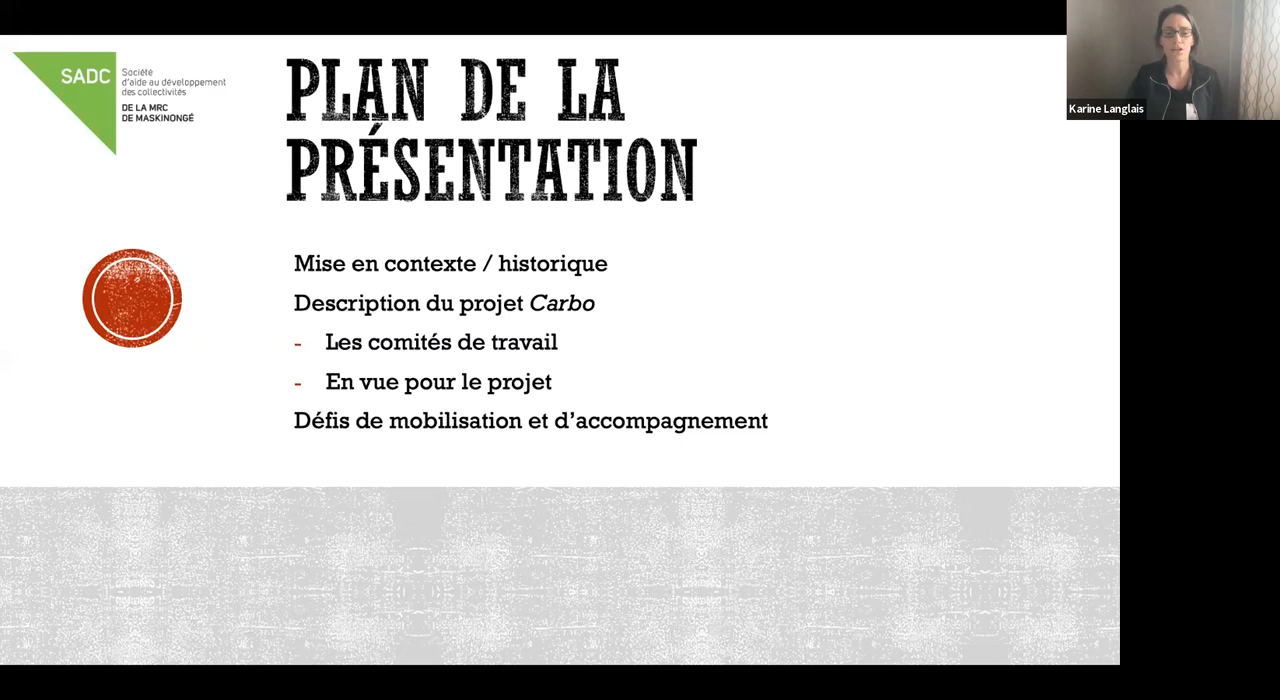 SADC
Société
d'aide au développement
des collectivités
DE LA MRC
DE MASKINONGÉ
PLAN DE LA
PRÉSENTATION
Karine Langlais
Mise en contexte / historique
Description du projet Carbo
- Les comités de travail
- En vue pour le projet
Défis de mobilisation et d'accompagnement